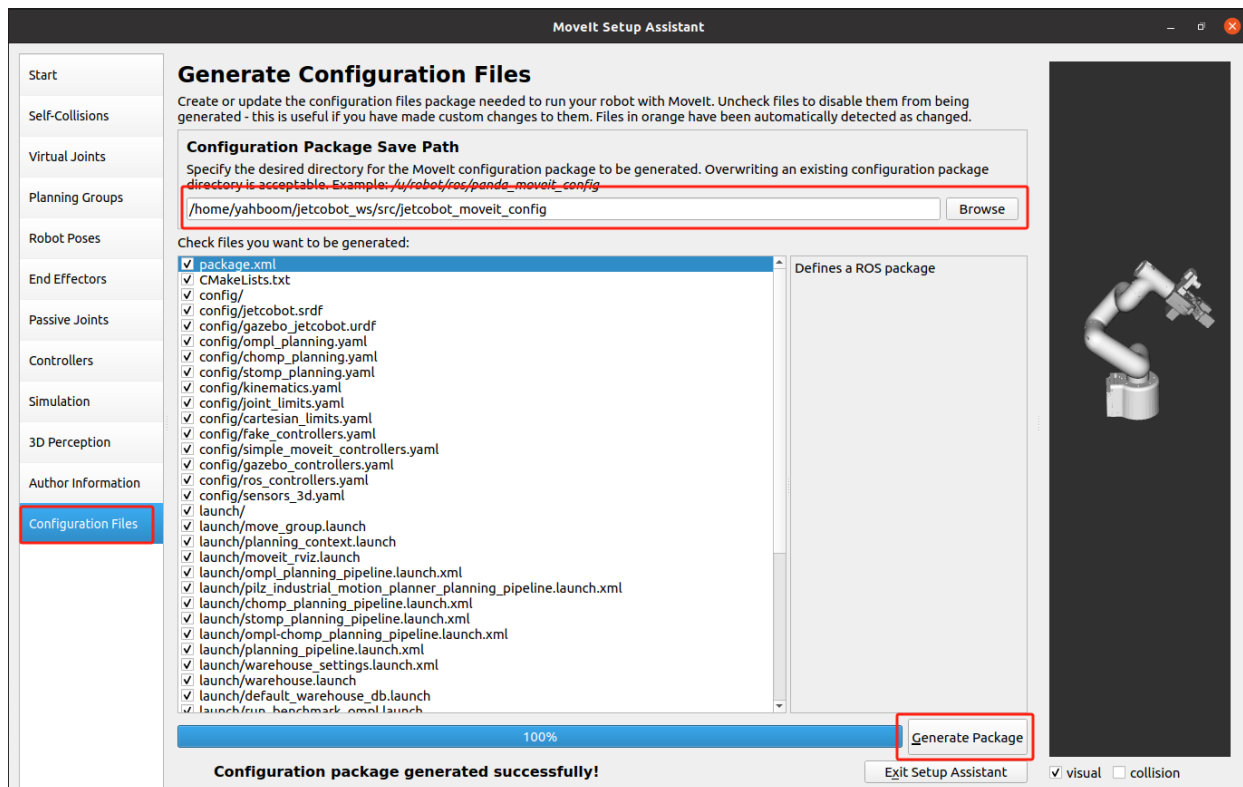 MoveIt Setup Assistant
Start
Self-Collisions
Virtual Joints
Planning Groups
Robot Poses
End Effectors
Passive Joints
Controllers
Simulation
3D Perception
Author Information
Configuration Files
Generate Configuration Files
Create or update the configuration files package needed to run your robot with MoveIt. Uncheck files to disable them from being
generated - this is useful if you have made custom changes to them. Files in orange have been automatically detected as changed.
Configuration Package Save Path
Specify the desired directory for the MoveIt configuration package to be generated. Overwriting an existing configuration package
directory is acceptable. Example: /u/robot/ros/panda_moveit_config
/home/yahboom/jetcobot_ws/src/jetcobot_moveit_config
Browse
Check files you want to be generated:
package.xml
CMakeLists.txt
config/
config/jetcobot.srdf
config/gazebo_jetcobot.urdf
config/ompl_planning.yaml
config/chomp_planning.yaml
config/stomp_planning.yaml
config/kinematics.yaml
config/joint_limits.yaml
config/cartesian_limits.yaml
config/fake_controllers.yaml
config/simple_moveit_controllers.yaml
config/gazebo_controllers.yaml
config/ros_controllers.yaml
config/sensors_3d.yaml
launch/
launch/move_group.launch
launch/planning_context.launch
launch/moveit_rviz.launch
launch/ompl_planning_pipeline.launch.xml
launch/pilz_industrial_motion_planner_planning_pipeline.launch.xml
launch/chomp_planning_pipeline.launch.xml
launch/stomp_planning_pipeline.launch.xml
launch/ompl-chomp_planning_pipeline.launch.xml
launch/planning_pipeline.launch.xml
launch/warehouse_settings.launch.xml
launch/warehouse.launch
launch/default_warehouse_db.launch
launch/run_benchmark_ompl.launch
Defines a ROS package
100%
Generate Package
Configuration package generated successfully!
Exit Setup Assistant
visual
collision